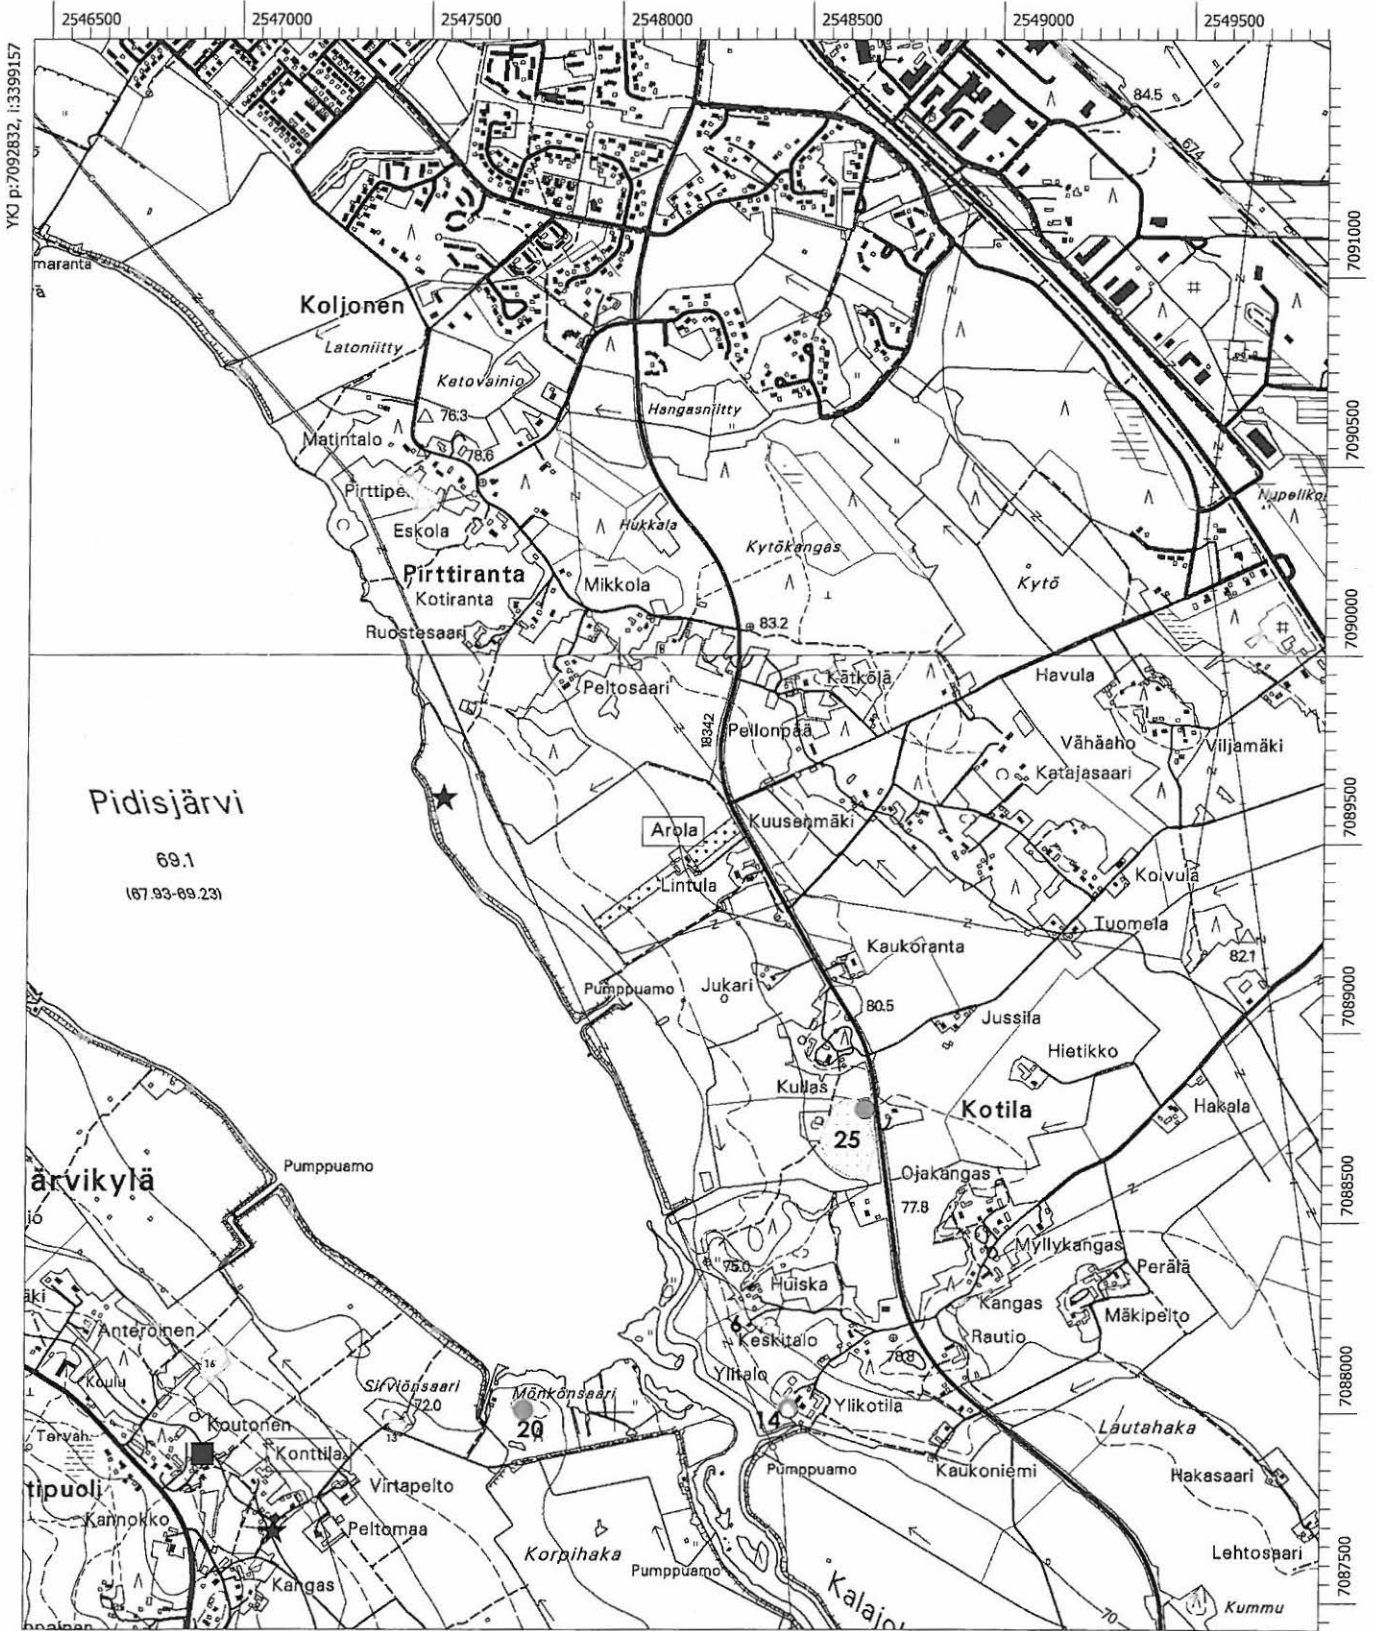 2546500
2547000
2547500
2548000
2548500
2549000
2549500
YKJ p:7092832, i:3399157
84.5
674
7091000
maranta
Koljonen
Latoniitty
Ketovainio
76.3
Hangasniitty
7090500
Matintalo
78.6
Nupeliko
Eskola
Hukkala
Kytökangas
Kytö
Pirttiranta
Mikkola
Kotiranta
7090000
83.2
Ruostesaari
Peltosaari
Kätkölä
Havula
18342
Pellonpää
Vähäaho
Viljamäki
Katajasaari
Pidisjärvi
7089500
Arola
Kuusenmäki
69.1
Lintula
Koivula
(67.93-69.23)
Tuomela
Kaukoranta
82.1
Pumppuamo
Jukari
7089000
80.5
Jussila
Hietikko
Kullas
Kotila
Hakala
25
Pumppuamo
ärvikylä
Ojakangas
7088500
77.8
Myllykangas
75.0
Perälä
Huiska
äki
Kangas
Mäkipelto
6
Anteroinen
Keskitalo
Rautio
16
78.8
Koulu
Sirviönsaari
72.0
Mönkönsaari
Ylitalo
7088000
20
14
Ylikotila
Lautahaka
Koutonen
13
Tervah.
Konttila
Pumppuamo
Kaukoniemi
Hakasaari
tipuoli
Virtapelto
Kannokko
Peltomaa
Korpihaka
Lehtosaari
7087500
Pumppuamo
Kangas
Kalajo
70
Kummu